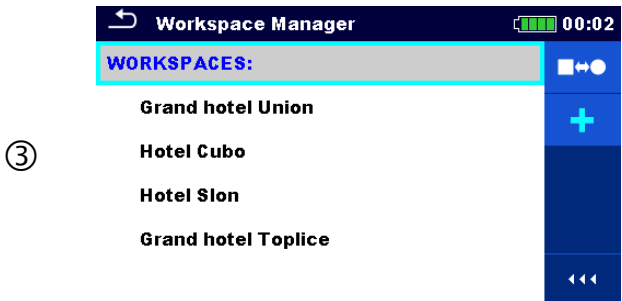 Workspace Manager 00:02
WORKSPACES:
Grand hotel Union
Hotel Cubo
③
Hotel Slon
Grand hotel Toplice